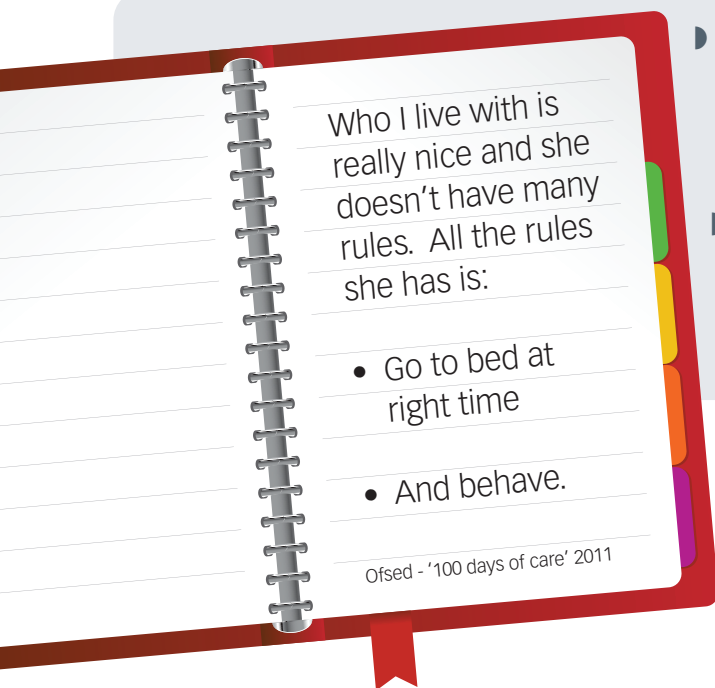 Who I live with is
really nice and she
doesn't have many
rules.  All the rules
she has is:
• Go to bed at
right time
• And behave.
Ofsed - ‘100 days of care’ 2011